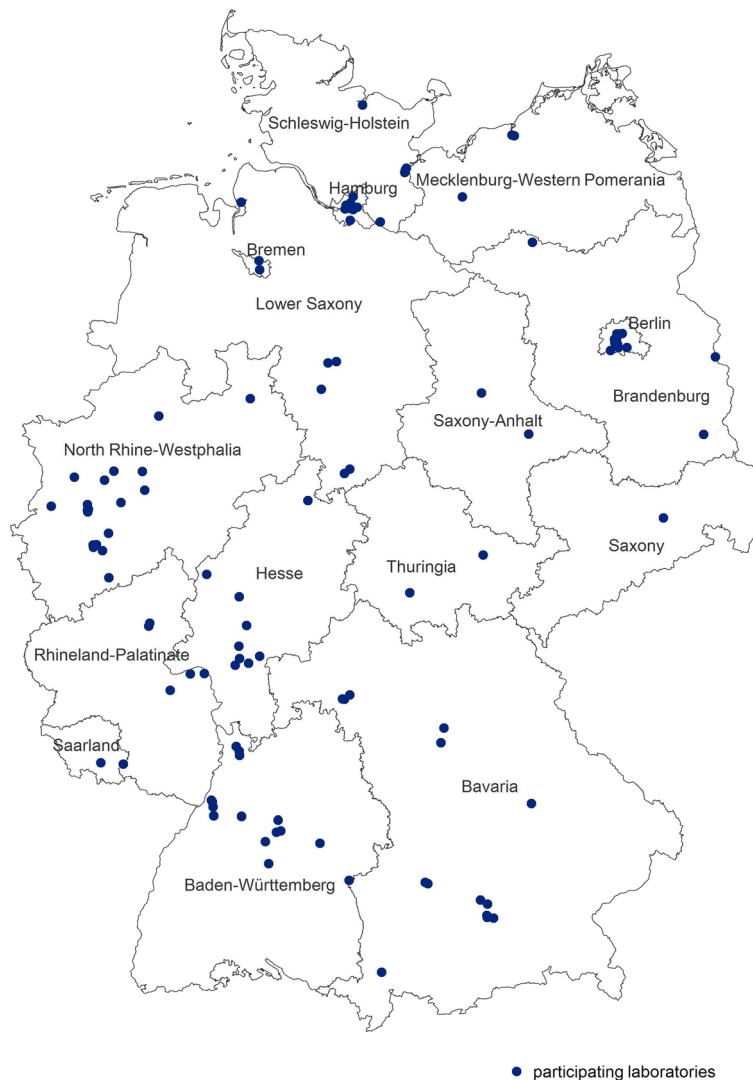 Schleswig-Holstein
Hamburg
Mecklenburg-Western Pomerania
Bremen
Lower Saxony
Berlin
Brandenburg
Saxony-Anhalt
North Rhine-Westphalia
Saxony
Thuringia
Hesse
Rhineland-Palatinate
Saarland
Bavaria
Baden-Württemberg
participating laboratories